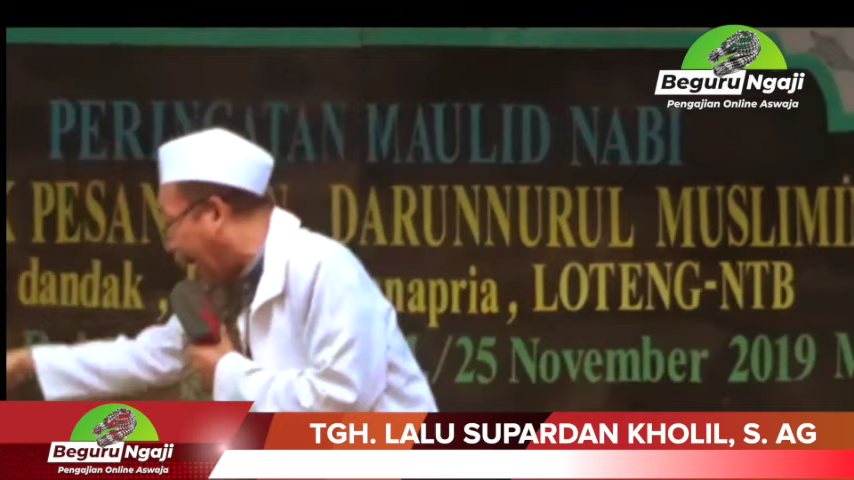 Beguru Ngaji
Pengajian Online Aswaja
PERINGATAN MAULID NABI
DARUNNURUL MUSLIMI
dandak ,
, LOTENG-NTB
/25 November 2019
Beguru Ngaji
Pengajian Online Aswaja
TGH. LALU SUPARDAN KHOLIL, S. AG